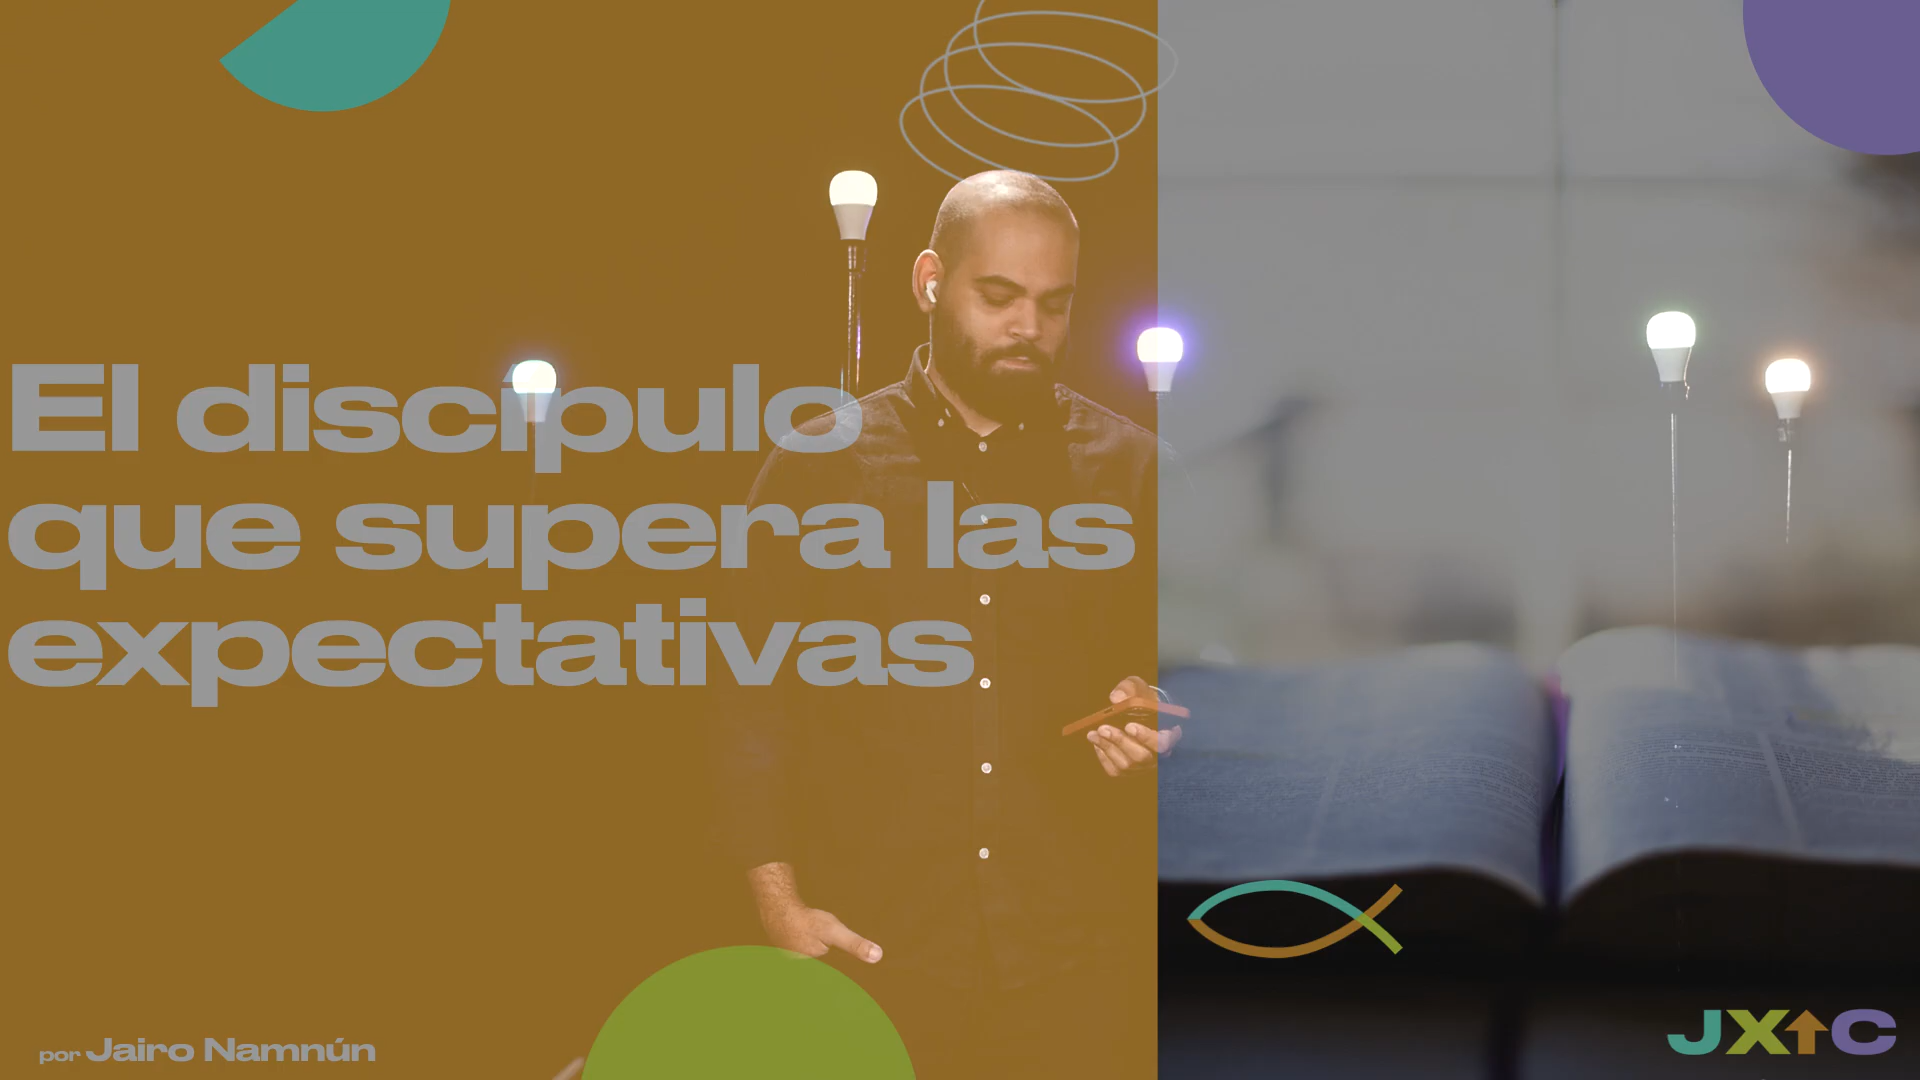 El discípulo
que supera las
expectativas
por Jairo Namnún
JX↑C